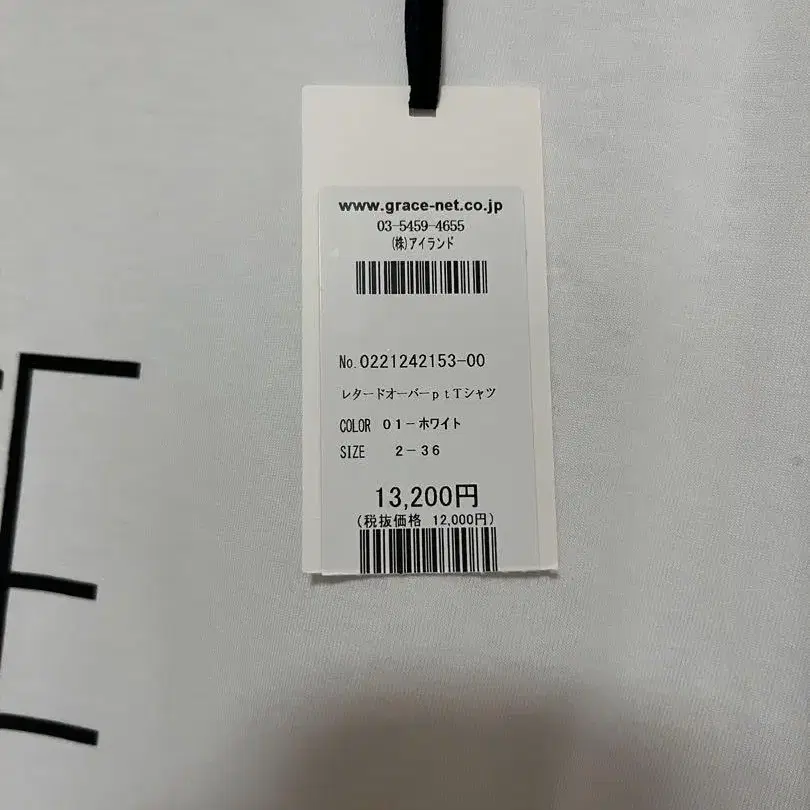 www.grace-net.co.jp
03-5459-4655
(株)アイランド
No.0221242153-00
レタードオーバーptTシャツ
COLOR 01-ホワイト
SIZE 2-36
13,200円
(税抜価格 12,000円)
E